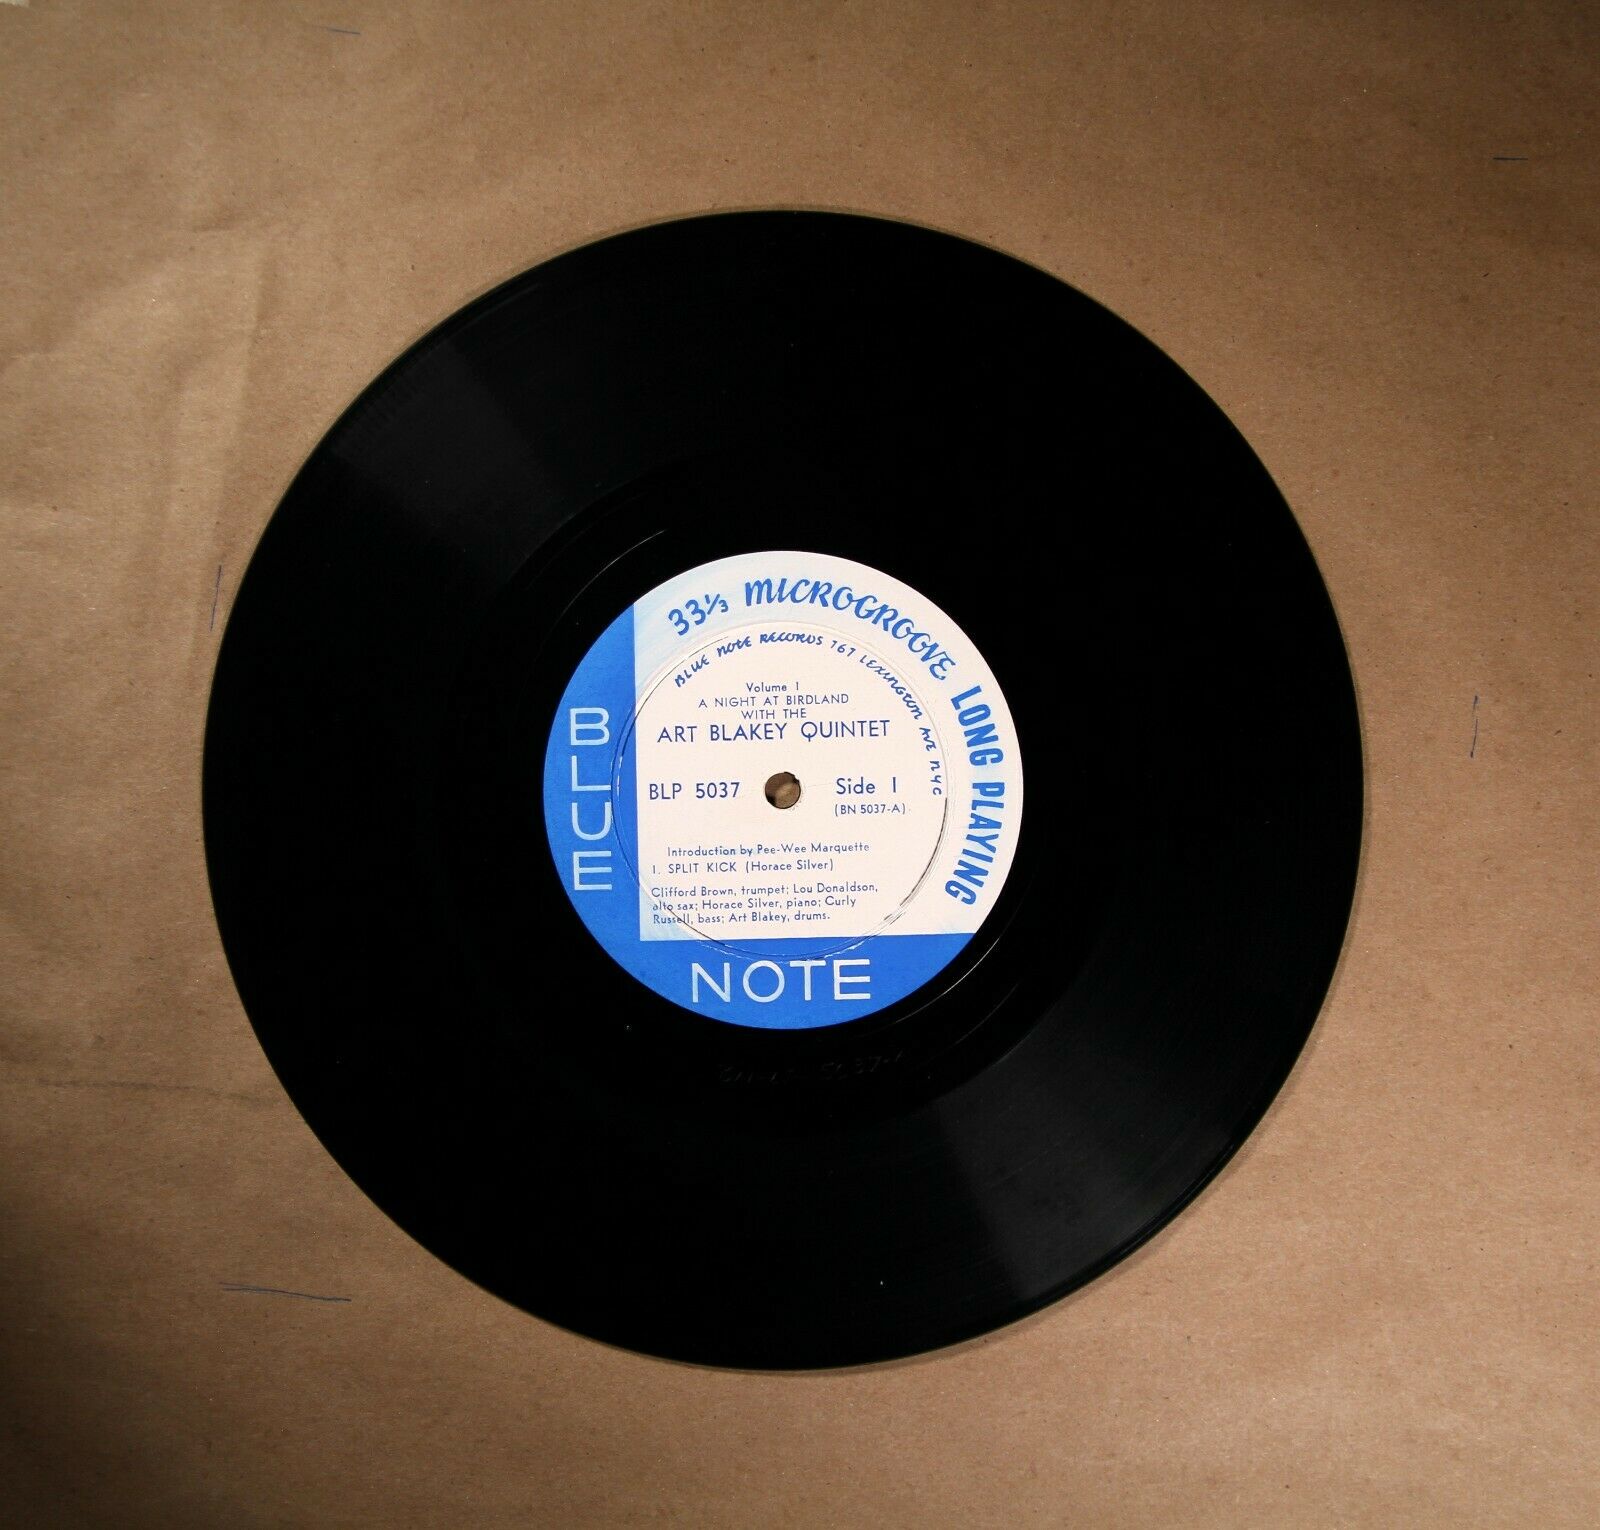 33⅓ MICROGROOVE LONG PLAYING
BLUE NOTE RECORDS 767 LEXINGTON AVE NYC
Volume 1
A NIGHT AT BIRDLAND
WITH THE
ART BLAKEY QUINTET
BLP 5037
Side 1
(BN 5037-A)
Introduction by Pee-Wee Marquette
1. SPLIT KICK (Horace Silver)
Clifford Brown, trumpet; Lou Donaldson,
alto sax; Horace Silver, piano; Curly
Russell, bass; Art Blakey, drums.
BLUE
NOTE